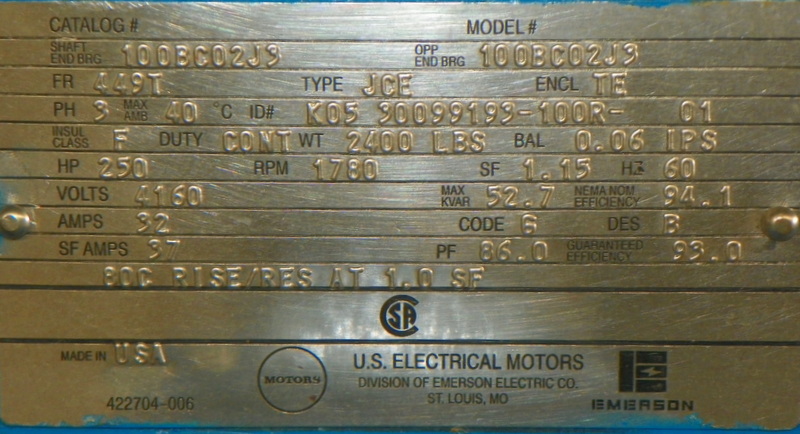 CATALOG # MODEL #
SHAFT END BRG 100BC02J3 OPP END BRG 100BC02J3
FR 449T TYPE JCE ENCL TE
PH 3 MAX AMB 40 °C ID# K05 30099193-100R- 01
INSUL CLASS F DUTY CONT WT 2400 LBS BAL 0.06 IPS
HP 250 RPM 1780 SF 1.15 HZ 60
VOLTS 4160 MAX KVAR 52.7 NEMA NOM EFFICIENCY 94.1
AMPS 32 CODE G DES B
SF AMPS 37 PF 86.0 GUARANTEED EFFICIENCY 93.0
80C RISE/RES AT 1.0 SF
SA
MADE IN USA MOTORS U.S. ELECTRICAL MOTORS
DIVISION OF EMERSON ELECTRIC CO.
422704-006 ST. LOUIS, MO EMERSON